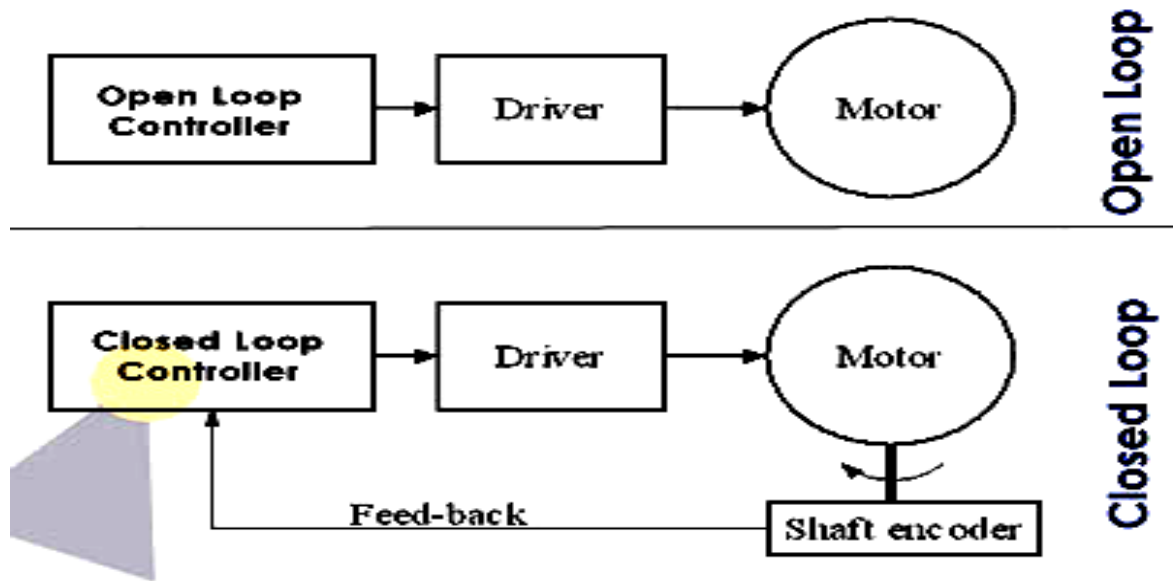 Open Loop
Controller
Driver
Motor
Open Loop
Closed Loop
Controller
Driver
Motor
Closed Loop
Feed-back
Shaft encoder